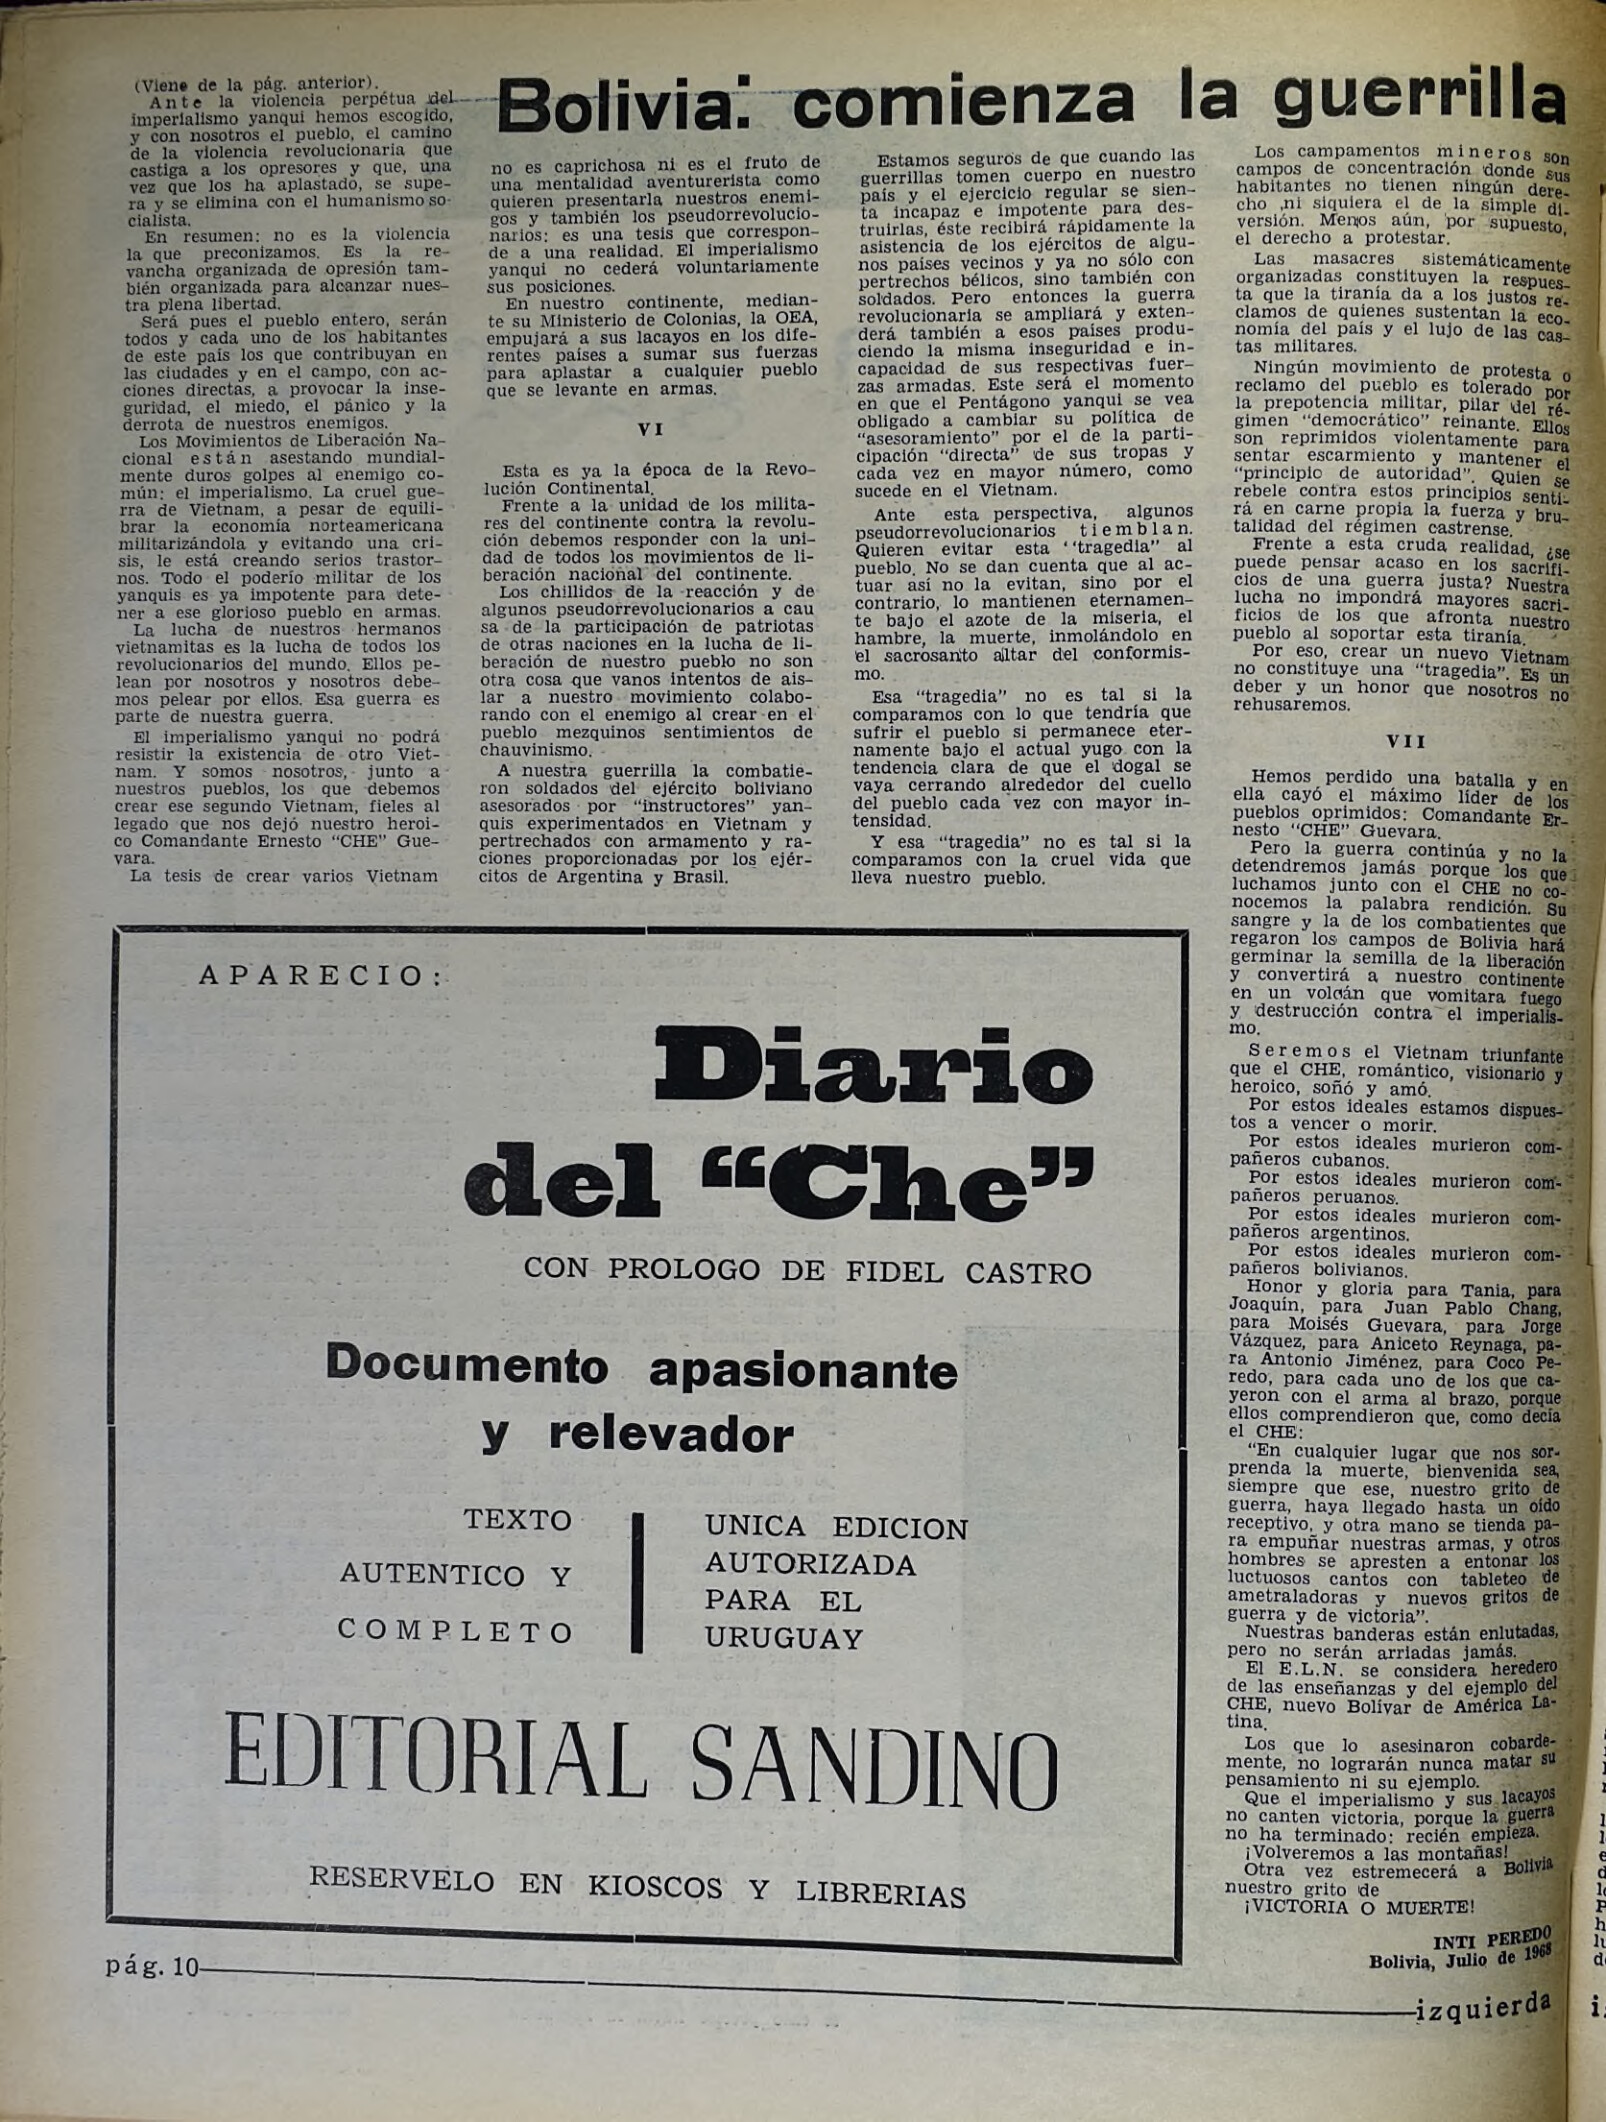 Bolivia: comienza la guerrilla
(Viene de la pág. anterior).
Ante la violencia perpétua del
imperialismo yanqui hemos escogido,
y con nosotros el pueblo, el camino
de la violencia revolucionaria que
castiga a los opresores y que, una
vez que los ha aplastado, se supe-
ra y se elimina con el humanismo so-
cialista.
En resumen: no es la violencia
la que preconizamos. Es la re-
vancha organizada de opresión tam-
bién organizada para alcanzar nues-
tra plena libertad.
Será pues el pueblo entero, serán
todos y cada uno de los habitantes
de este país los que contribuyan en
las ciudades y en el campo, con ac-
ciones directas, a provocar la inse-
guridad, el miedo, el pánico y la
derrota de nuestros enemigos.
Los Movimientos de Liberación Na-
cional están asestando mundial-
mente duros golpes al enemigo co-
mún: el imperialismo. La cruel gue-
rra de Vietnam, a pesar de equili-
brar la economía norteamericana
militarizándola y evitando una cri-
sis, le está creando serios trastor-
nos. Todo el poderío militar de los
yanquis es ya impotente para dete-
ner a ese glorioso pueblo en armas.
La lucha de nuestros hermanos
vietnamitas es la lucha de todos los
revolucionarios del mundo. Ellos pe-
lean por nosotros y nosotros debe-
mos pelear por ellos. Esa guerra es
parte de nuestra guerra.
El imperialismo yanqui no podrá
resistir la existencia de otro Viet-
nam. Y somos nosotros, junto a
nuestros pueblos, los que debemos
crear ese segundo Vietnam, fieles al
legado que nos dejó nuestro heroi-
co Comandante Ernesto "CHE" Gue-
vara.
La tesis de crear varios Vietnam
no es caprichosa ni es el fruto de
una mentalidad aventurerista como
quieren presentarla nuestros enemi-
gos y también los pseudorrevolucio-
narios: es una tesis que correspon-
de a una realidad. El imperialismo
yanqui no cederá voluntariamente
sus posiciones.
En nuestro continente, median-
te su Ministerio de Colonias, la OEA,
empujará a sus lacayos en los dife-
rentes países a sumar sus fuerzas
para aplastar a cualquier pueblo
que se levante en armas.
VI
Esta es ya la época de la Revo-
lución Continental.
Frente a la unidad de los milita-
res del continente contra la revolu-
ción debemos responder con la uni-
dad de todos los movimientos de li-
beración nacional del continente.
Los chillidos de la reacción y de
algunos pseudorrevolucionarios a cau
sa de la participación de patriotas
de otras naciones en la lucha de li-
beración de nuestro pueblo no son
otra cosa que vanos intentos de ais-
lar a nuestro movimiento colabo-
rando con el enemigo al crear en el
pueblo mezquinos sentimientos de
chauvinismo.
A nuestra guerrilla la combatie-
ron soldados del ejército boliviano
asesorados por "instructores" yan-
quis experimentados en Vietnam y
pertrechados con armamento y ra-
ciones proporcionadas por los ejér-
citos de Argentina y Brasil.
Estamos seguros de que cuando las
guerrillas tomen cuerpo en nuestro
país y el ejercicio regular se sien-
ta incapaz e impotente para des-
truirlas, éste recibirá rápidamente la
asistencia de los ejércitos de algu-
nos países vecinos y ya no sólo con
pertrechos bélicos, sino también con
soldados. Pero entonces la guerra
revolucionaria se ampliará y exten-
derá también a esos países produ-
ciendo la misma inseguridad e in-
capacidad de sus respectivas fuer-
zas armadas. Este será el momento
en que el Pentágono yanqui se vea
obligado a cambiar su política de
"asesoramiento" por el de la parti-
cipación "directa" de sus tropas y
cada vez en mayor número, como
sucede en el Vietnam.
Ante esta perspectiva, algunos
pseudorrevolucionarios tiemblan.
Quieren evitar esta "tragedia" al
pueblo. No se dan cuenta que al ac-
tuar así no la evitan, sino por el
contrario, lo mantienen eternamen-
te bajo el azote de la miseria, el
hambre, la muerte, inmolándolo en
el sacrosanto altar del conformis-
mo.
Esa "tragedia" no es tal si la
comparamos con lo que tendría que
sufrir el pueblo si permanece eter-
namente bajo el actual yugo con la
tendencia clara de que el dogal se
vaya cerrando alrededor del cuello
del pueblo cada vez con mayor in-
tensidad.
Y esa "tragedia" no es tal si la
comparamos con la cruel vida que
lleva nuestro pueblo.
Los campamentos mineros son
campos de concentración donde sus
habitantes no tienen ningún dere-
cho ,ni siquiera el de la simple di-
versión. Menos aún, por supuesto,
el derecho a protestar.
Las masacres sistemáticamente
organizadas constituyen la respues-
ta que la tiranía da a los justos re-
clamos de quienes sustentan la eco-
nomía del país y el lujo de las cas-
tas militares.
Ningún movimiento de protesta o
reclamo del pueblo es tolerado por
la prepotencia militar, pilar del ré-
gimen "democrático" reinante. Ellos
son reprimidos violentamente para
sentar escarmiento y mantener el
"principio de autoridad". Quien se
rebele contra estos principios senti-
rá en carne propia la fuerza y bru-
talidad del régimen castrense.
Frente a esta cruda realidad, ¿se
puede pensar acaso en los sacrifi-
cios de una guerra justa? Nuestra
lucha no impondrá mayores sacri-
ficios de los que afronta nuestro
pueblo al soportar esta tiranía.
Por eso, crear un nuevo Vietnam
no constituye una "tragedia". Es un
deber y un honor que nosotros no
rehusaremos.
VII
Hemos perdido una batalla y en
ella cayó el máximo líder de los
pueblos oprimidos: Comandante Er-
nesto "CHE" Guevara.
Pero la guerra continúa y no la
detendremos jamás porque los que
luchamos junto con el CHE no co-
nocemos la palabra rendición. Su
sangre y la de los combatientes que
regaron los campos de Bolivia hará
germinar la semilla de la liberación
y convertirá a nuestro continente
en un volcán que vomitara fuego
y destrucción contra el imperialis-
mo.
Seremos el Vietnam triunfante
que el CHE, romántico, visionario y
heroico, soñó y amó.
Por estos ideales estamos dispues-
tos a vencer o morir.
Por estos ideales murieron com-
pañeros cubanos.
Por estos ideales murieron com-
pañeros peruanos.
Por estos ideales murieron com-
pañeros argentinos.
Por estos ideales murieron com-
pañeros bolivianos.
Honor y gloria para Tania, para
Joaquín, para Juan Pablo Chang,
para Moisés Guevara, para Jorge
Vázquez, para Aniceto Reynaga, pa-
ra Antonio Jiménez, para Coco Pe-
redo, para cada uno de los que ca-
yeron con el arma al brazo, porque
ellos comprendieron que, como decía
el CHE:
"En cualquier lugar que nos sor-
prenda la muerte, bienvenida sea,
siempre que ese, nuestro grito de
guerra, haya llegado hasta un oído
receptivo, y otra mano se tienda pa-
ra empuñar nuestras armas, y otros
hombres se apresten a entonar los
luctuosos cantos con tableteo de
ametraladoras y nuevos gritos de
guerra y de victoria".
Nuestras banderas están enlutadas,
pero no serán arriadas jamás.
El E.L.N. se considera heredero
de las enseñanzas y del ejemplo del
CHE, nuevo Bolívar de América La-
tina.
Los que lo asesinaron cobarde-
mente, no lograrán nunca matar su
pensamiento ni su ejemplo.
Que el imperialismo y sus lacayos
no canten victoria, porque la guerra
no ha terminado: recién empieza.
¡Volveremos a las montañas!
Otra vez estremecerá a Bolivia
nuestro grito de
¡VICTORIA O MUERTE!
INTI PEREDO
Bolivia, Julio de 1968
APARECIO:
Diario
del "Che"
CON PROLOGO DE FIDEL CASTRO
Documento apasionante
y relevador
TEXTO
AUTENTICO Y
COMPLETO
UNICA EDICION
AUTORIZADA
PARA EL
URUGUAY
EDITORIAL SANDINO
RESERVELO EN KIOSCOS Y LIBRERIAS
pág. 10
izquierda